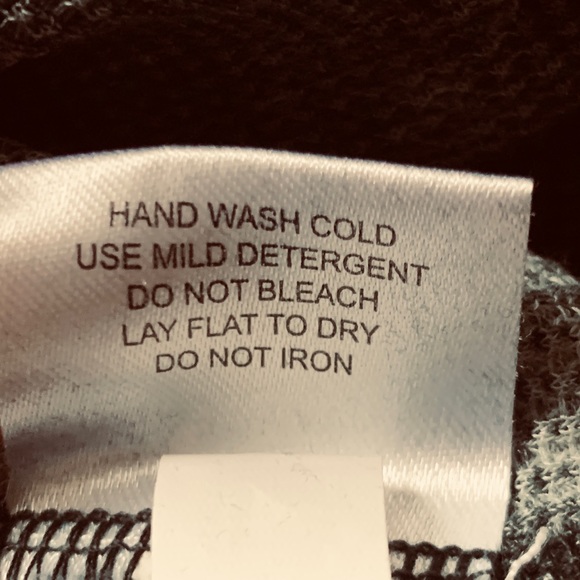 HAND WASH COLD
USE MILD DETERGENT
DO NOT BLEACH
LAY FLAT TO DRY
DO NOT IRON